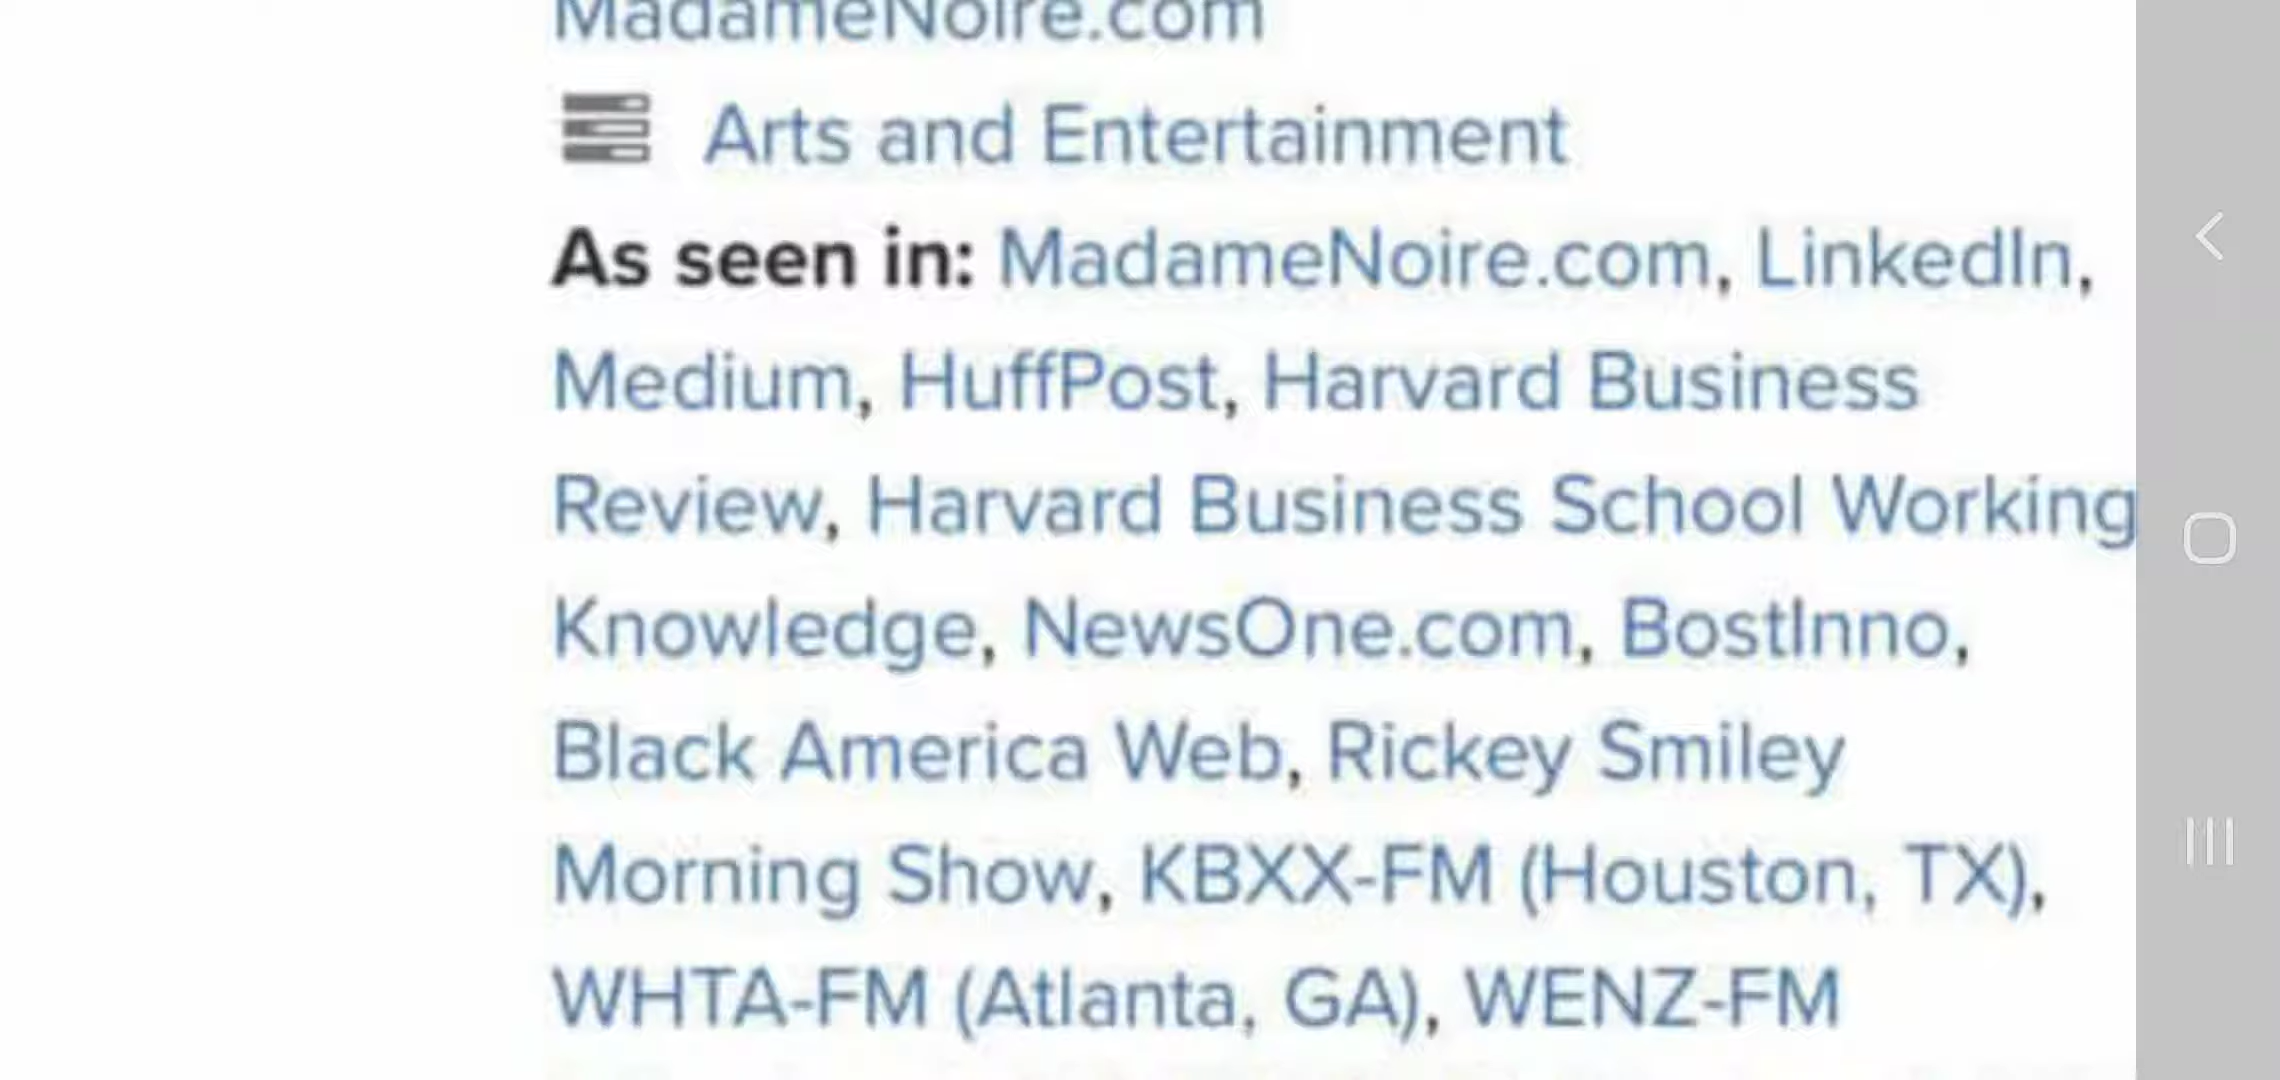 MadameNoire.com
Arts and Entertainment
As seen in: MadameNoire.com, LinkedIn,
Medium, HuffPost, Harvard Business
Review, Harvard Business School Working
Knowledge, NewsOne.com, BostInno,
Black America Web, Rickey Smiley
Morning Show, KBXX-FM (Houston, TX),
WHTA-FM (Atlanta, GA), WENZ-FM